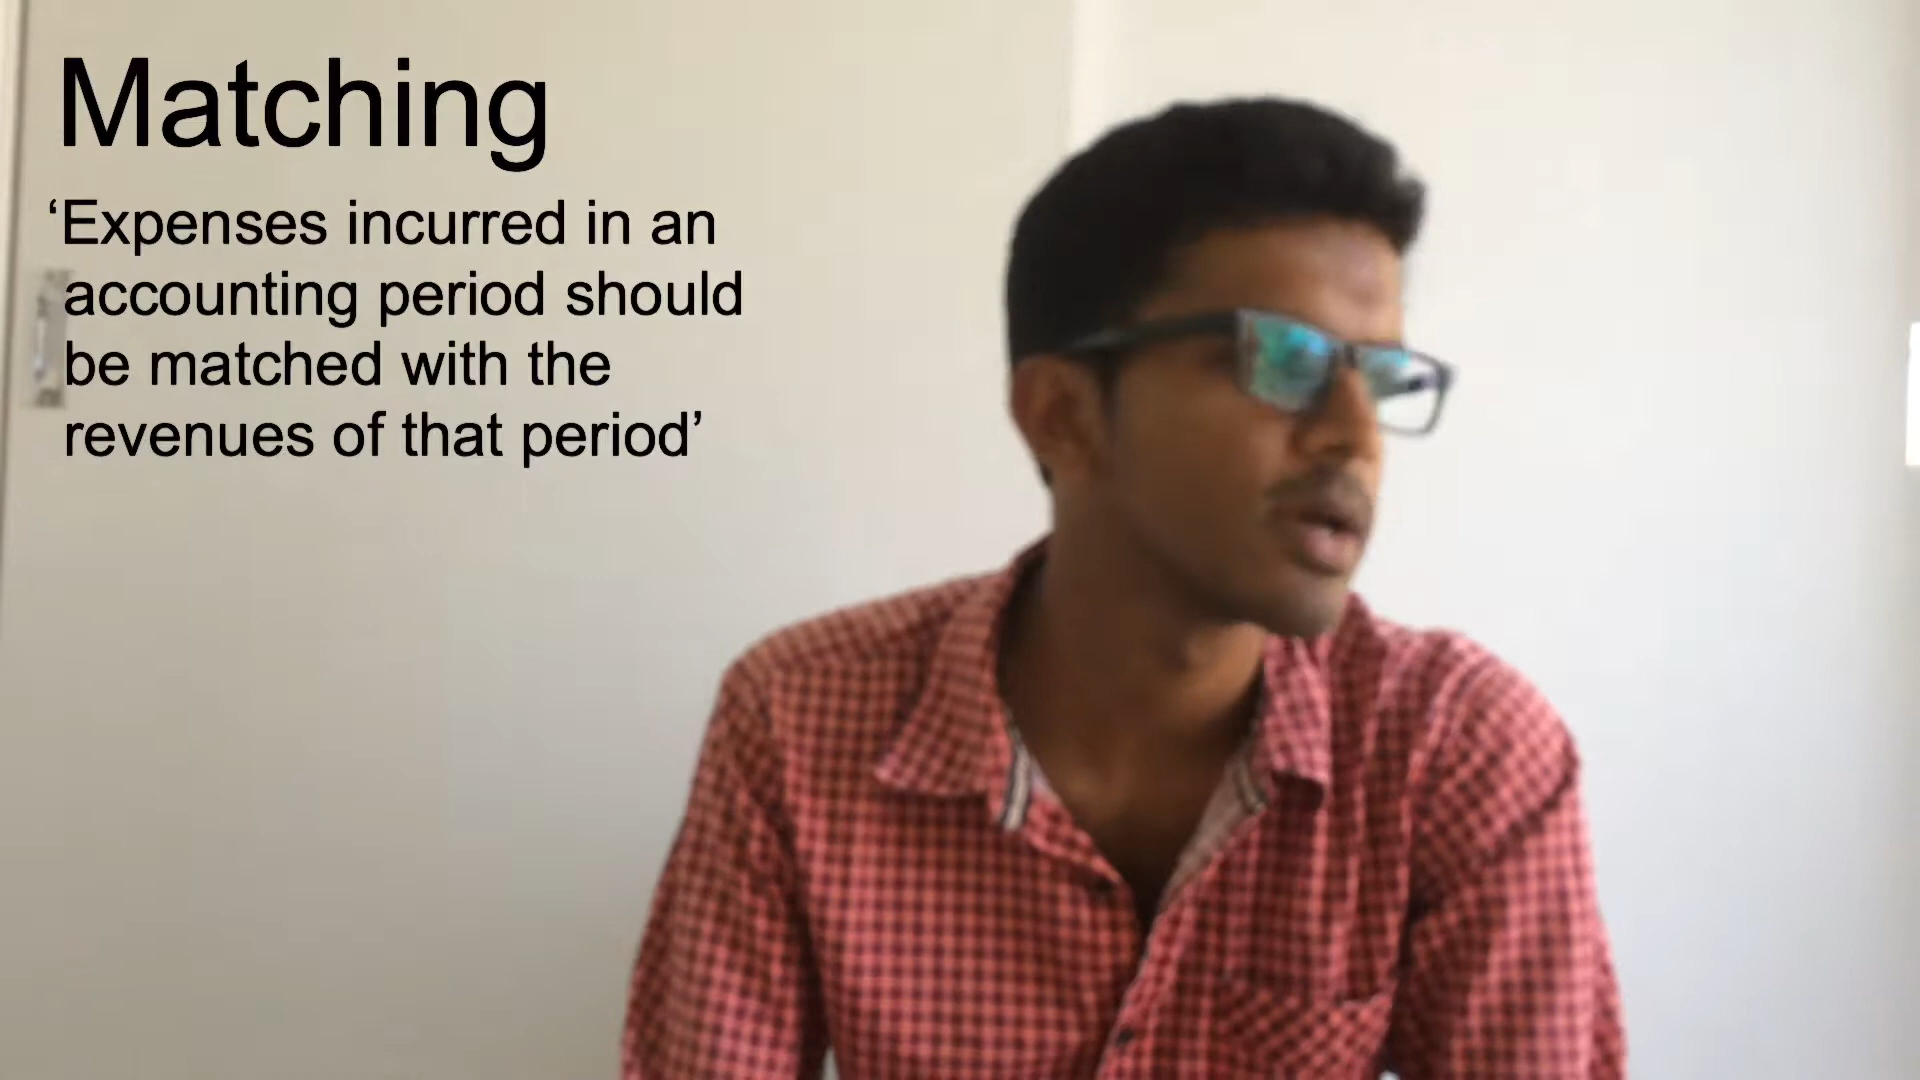 Matching
‘Expenses incurred in an
accounting period should
be matched with the
revenues of that period’